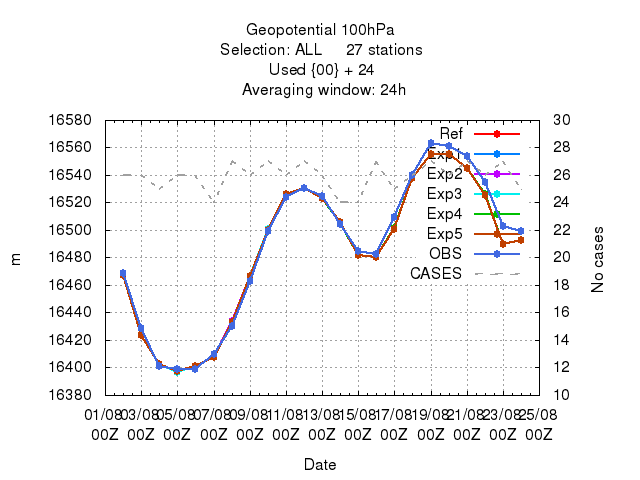 Geopotential 100hPa
Selection: ALL 27 stations
Used {00} + 24
Averaging window: 24h
16580
16560
16540
16520
16500
16480
16460
16440
16420
16400
16380
m
30
28
26
24
22
20
18
16
14
12
10
No cases
Ref
Exp1
Exp2
Exp3
Exp4
Exp5
OBS
CASES
01/08 03/08 05/08 07/08 09/08 11/08 13/08 15/08 17/08 19/08 21/08 23/08 25/08
00Z 00Z 00Z 00Z 00Z 00Z 00Z 00Z 00Z 00Z 00Z 00Z 00Z
Date